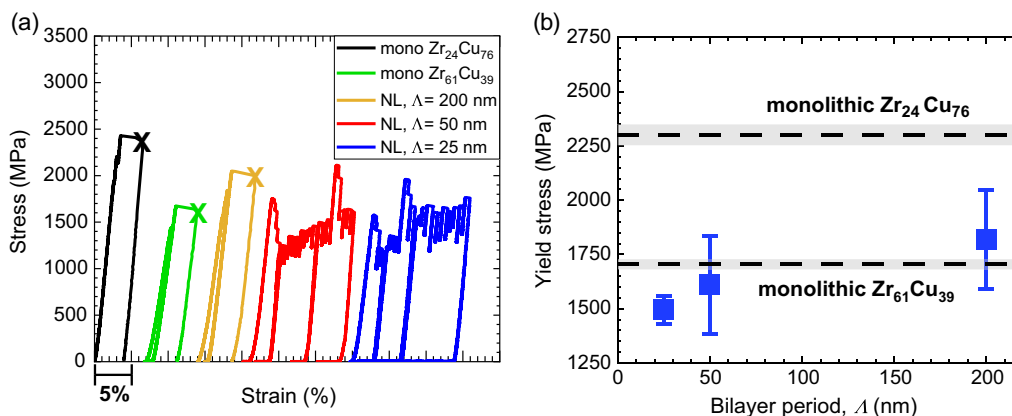 (a)
3500
3000
2500
2000
1500
1000
500
0
Stress (MPa)
mono Zr24Cu76
mono Zr61Cu39
NL, Λ= 200 nm
NL, Λ= 50 nm
NL, Λ= 25 nm
X
X
X
5%
Strain (%)
(b)
2750
2500
2250
2000
1750
1500
1250
Yield stress (MPa)
monolithic Zr24 Cu76
monolithic Zr61Cu39
0 50 100 150 200
Bilayer period, Λ (nm)